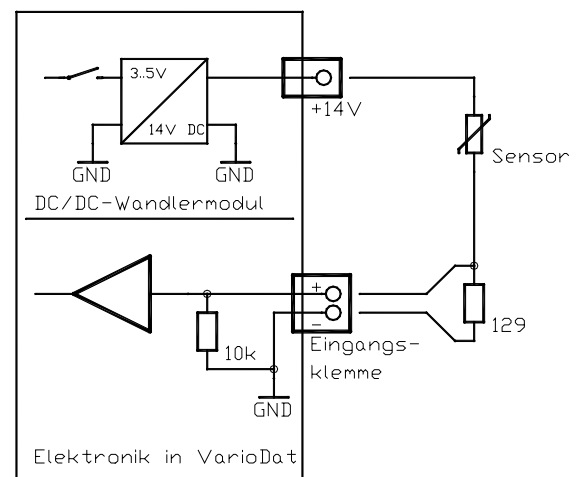 3..5V
14V DC
+14V
GND
GND
Sensor
DC/DC-Wandlermodul
+
-
129
10k
Eingangs-
klemme
GND
Elektronik in VarioDat